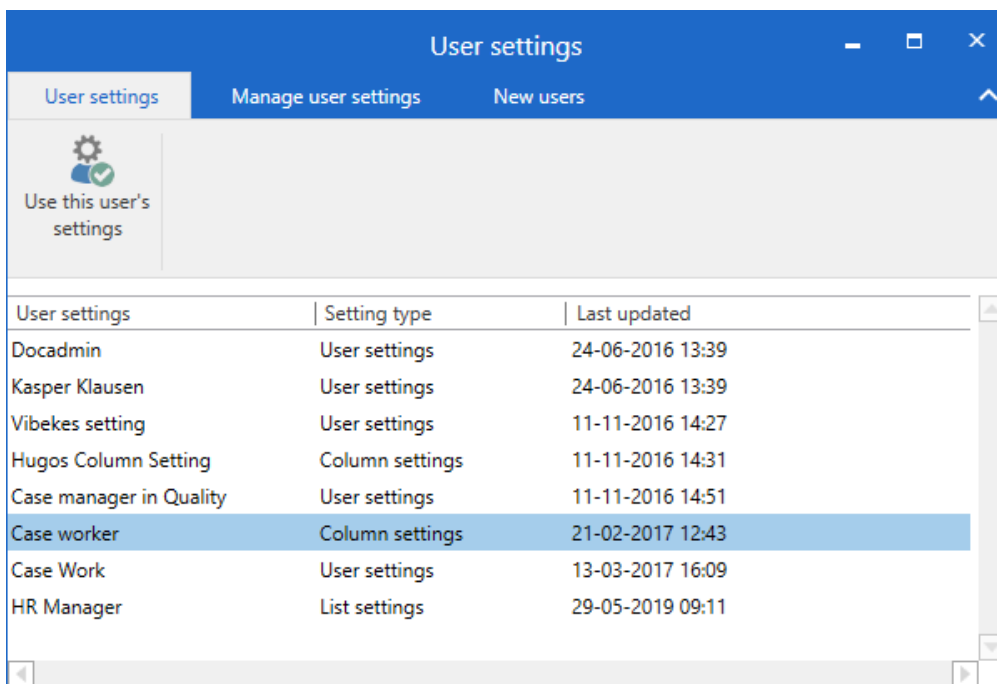 User settings
User settings Manage user settings New users
Use this user's
settings
User settings Setting type Last updated
Docadmin User settings 24-06-2016 13:39
Kasper Klausen User settings 24-06-2016 13:39
Vibekes setting User settings 11-11-2016 14:27
Hugos Column Setting Column settings 11-11-2016 14:31
Case manager in Quality User settings 11-11-2016 14:51
Case worker Column settings 21-02-2017 12:43
Case Work User settings 13-03-2017 16:09
HR Manager List settings 29-05-2019 09:11